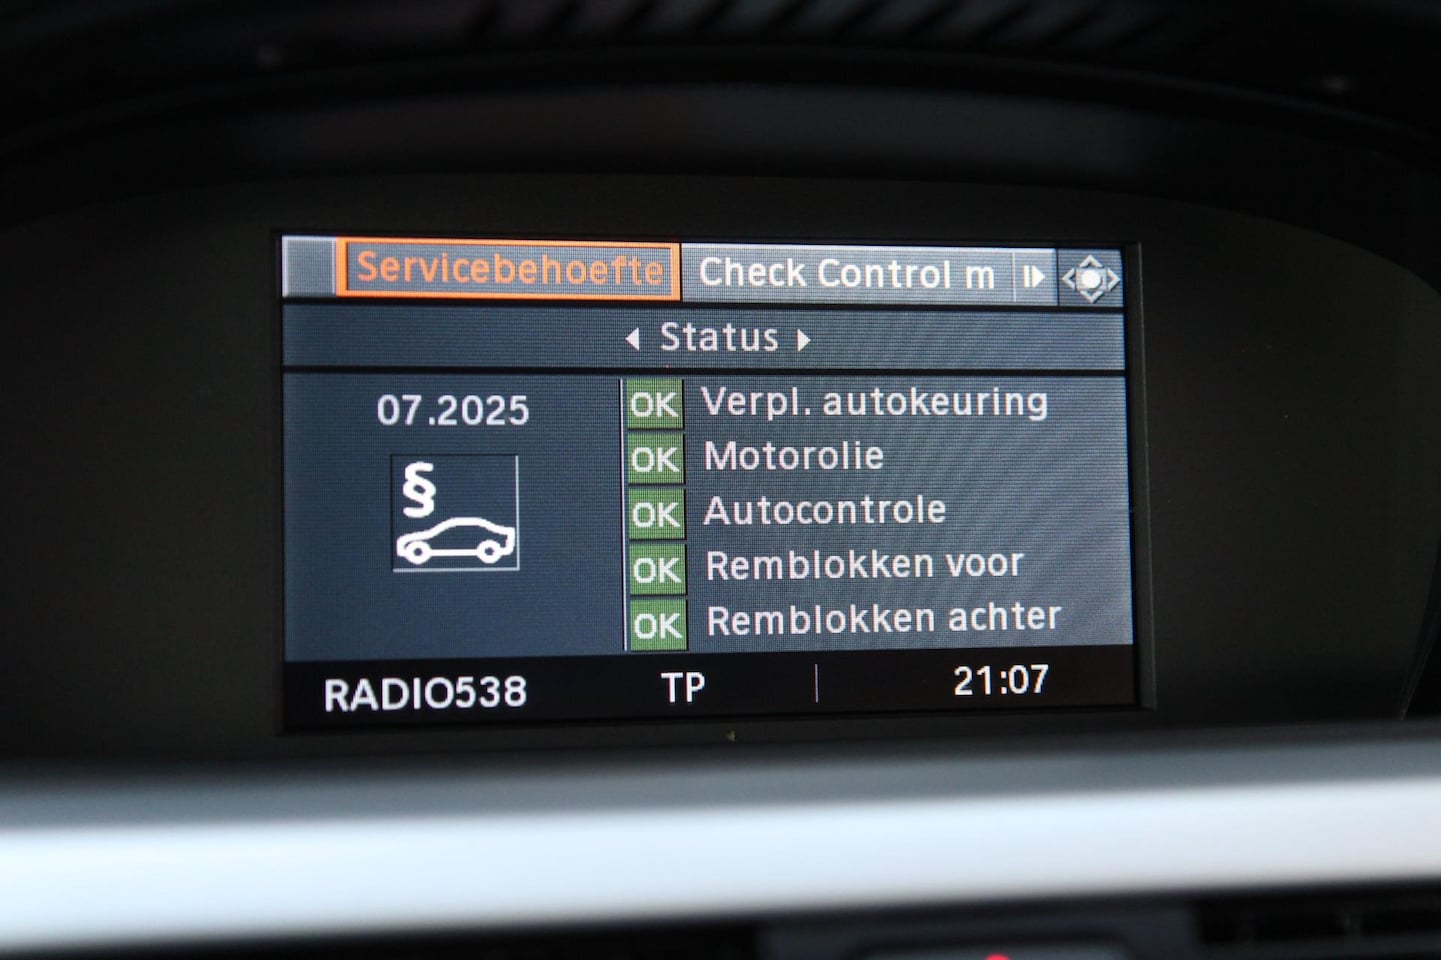 Servicebehoefte
Check Control m
Status
07.2025
§
OK Verpl. autokeuring
OK Motorolie
OK Autocontrole
OK Remblokken voor
OK Remblokken achter
RADIO538 TP 21:07